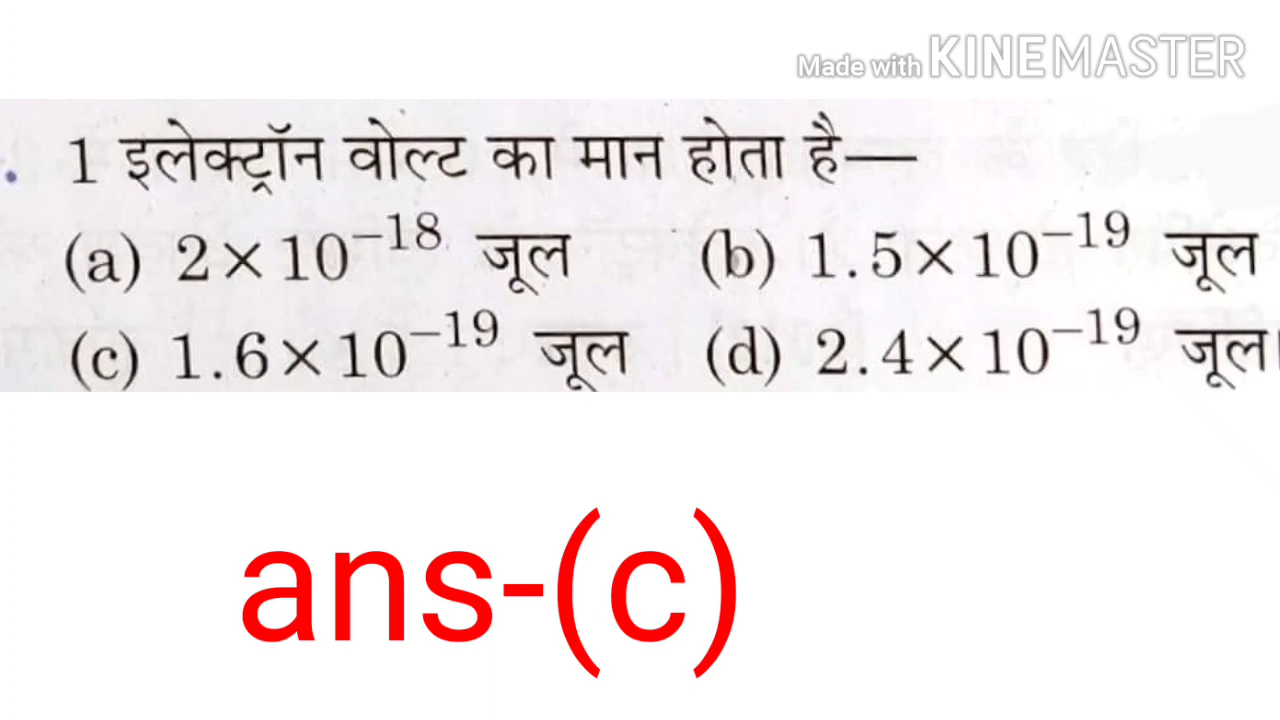 Made with KINEMASTER
. 1 इलेक्ट्रॉन वोल्ट का मान होता है—
(a) 2×10⁻¹⁸ जूल (b) 1.5×10⁻¹⁹ जूल
(c) 1.6×10⁻¹⁹ जूल (d) 2.4×10⁻¹⁹ जूल।
ans-(c)